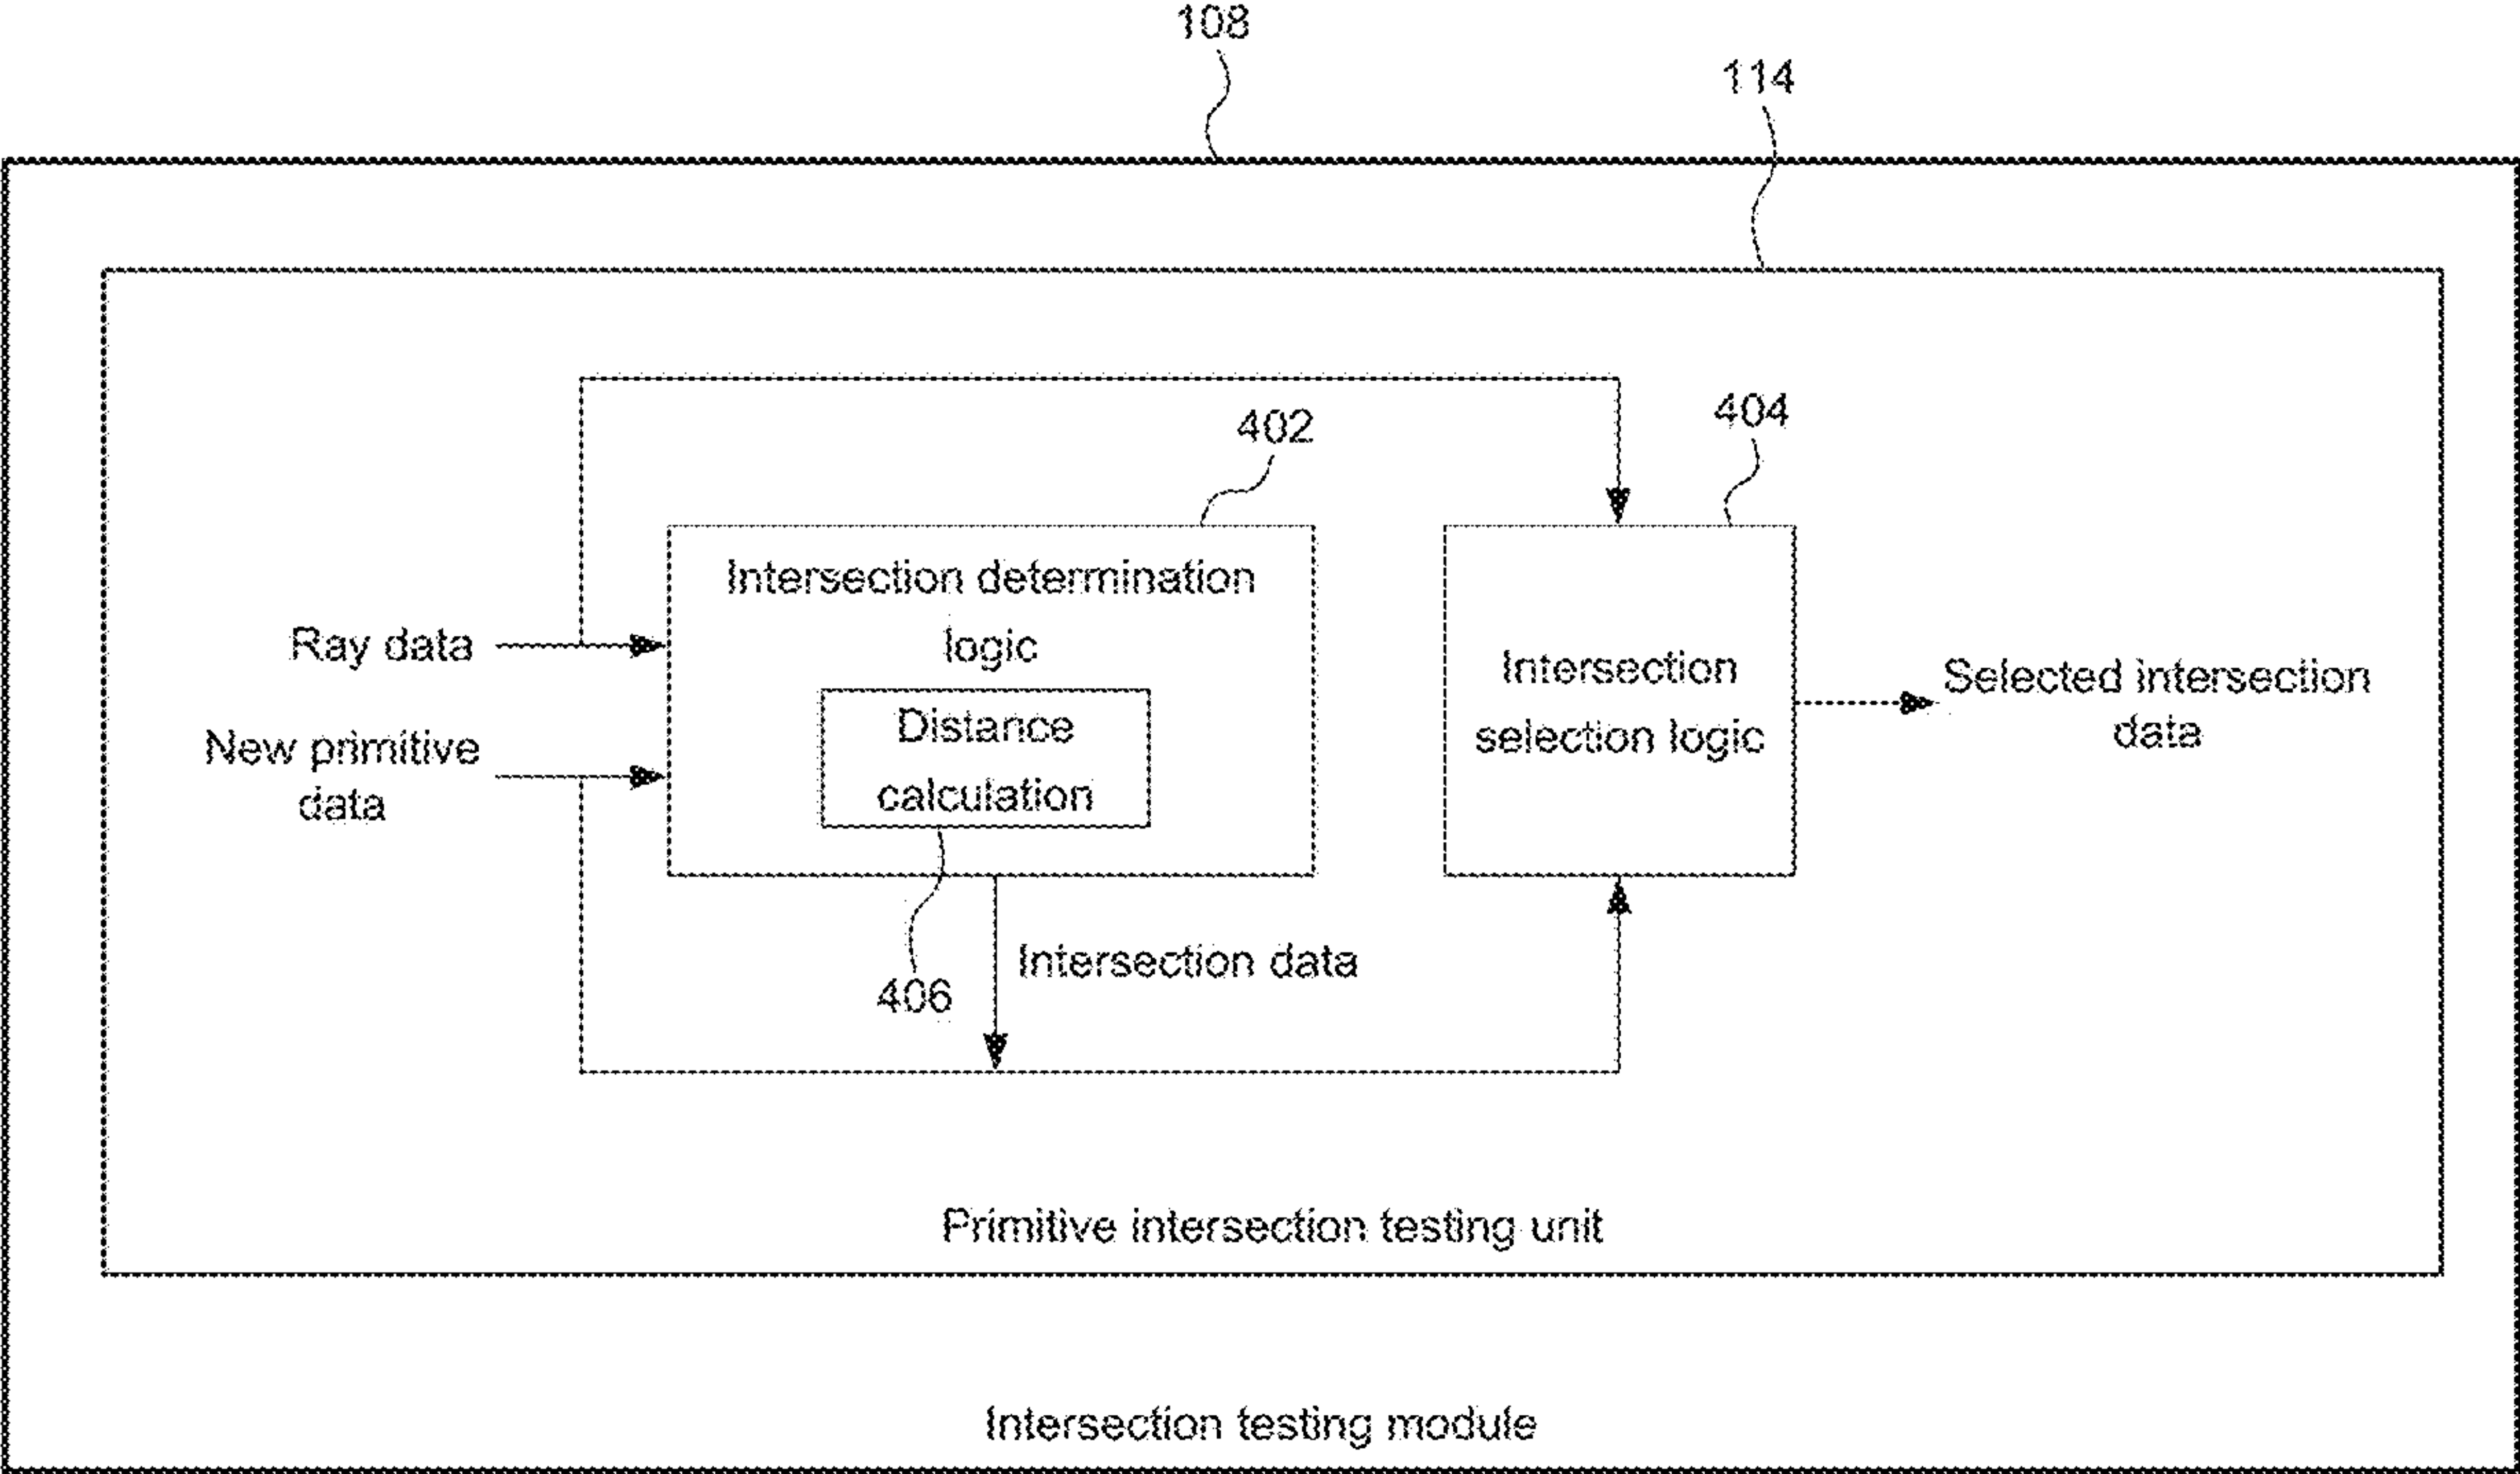 108
114
402
404
Intersection determination
logic
Ray data
Intersection
selection logic
Selected intersection
data
New primitive
data
Distance
calculation
Intersection data
406
Primitive intersection testing unit
Intersection testing module